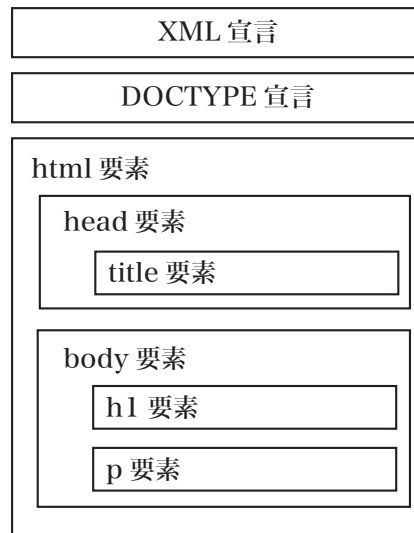 XML 宣言
DOCTYPE 宣言
html 要素
head 要素
title 要素
body 要素
h1 要素
p 要素